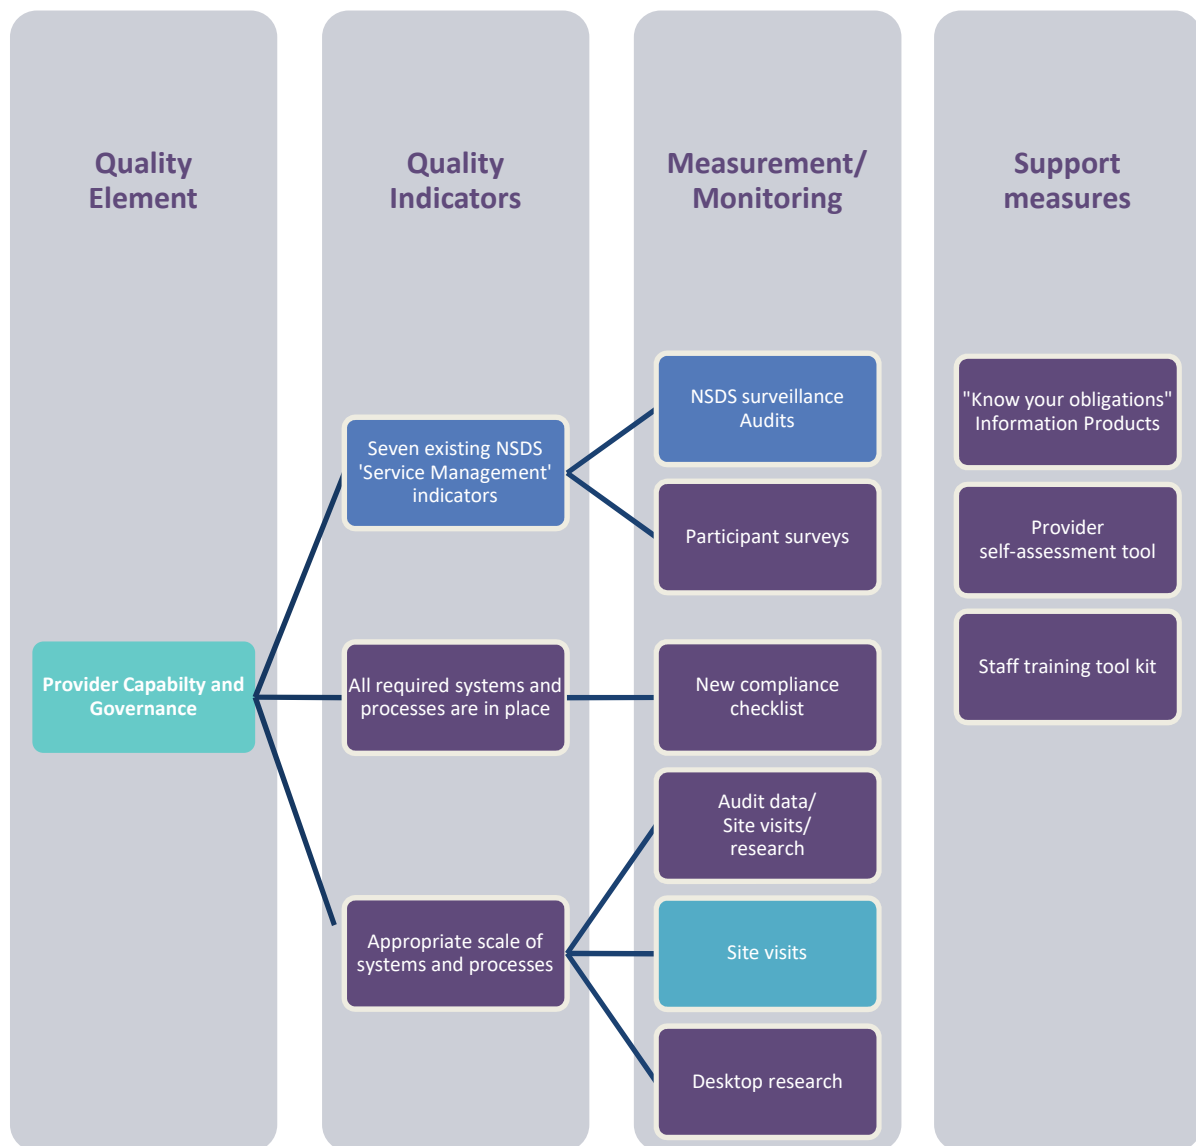 Quality
Element
Quality
Indicators
Measurement/
Monitoring
Support
measures
Provider Capabilty and
Governance
Seven existing NSDS
'Service Management'
indicators
All required systems and
processes are in place
Appropriate scale of
systems and processes
NSDS surveillance
Audits
Participant surveys
New compliance
checklist
Audit data/
Site visits/
research
Site visits
Desktop research
"Know your obligations"
Information Products
Provider
self-assessment tool
Staff training tool kit